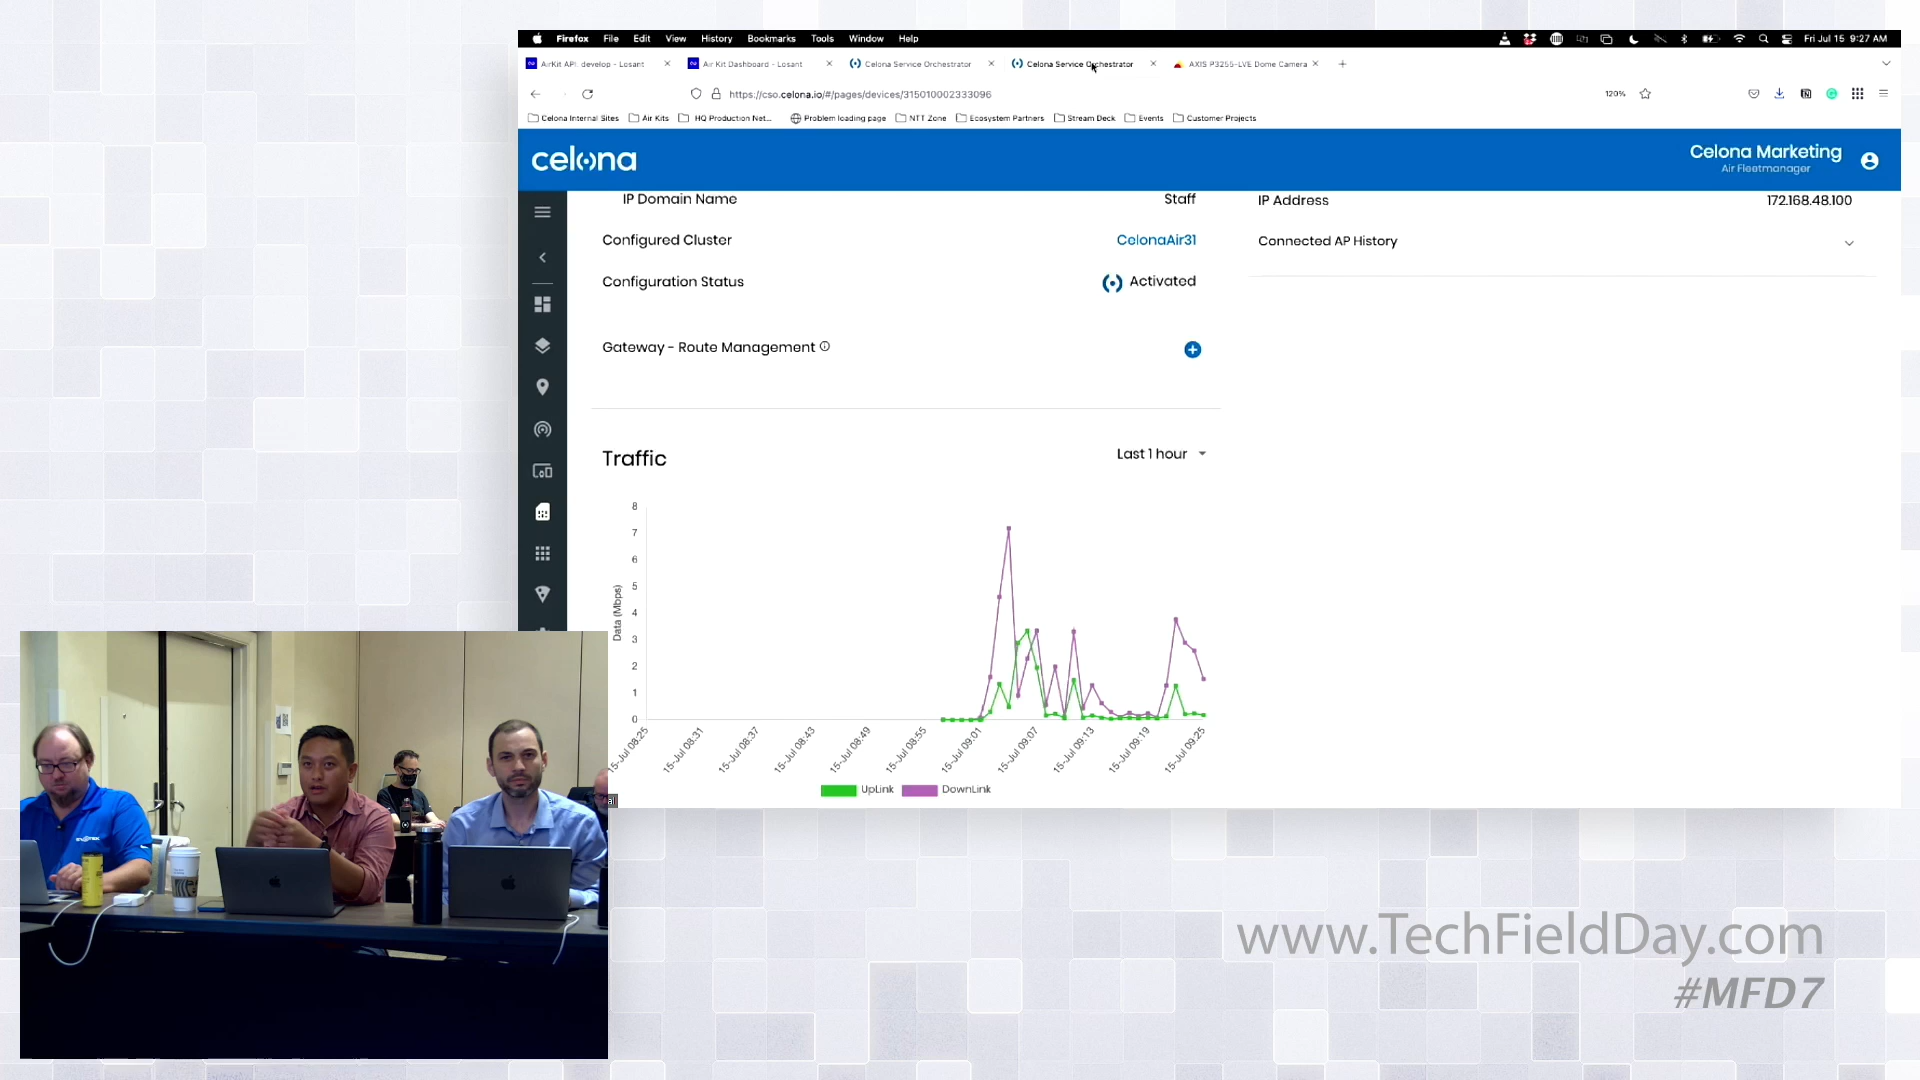 Firefox File Edit View History Bookmarks Tools Window Help Fri Jul 15 9:27 AM
AirKit API: develop - Losant Air Kit Dashboard - Losant Celona Service Orchestrator Celona Service Orchestrator AXIS P3255-LVE Dome Camera
https://cso.celona.io/#/pages/devices/315010002333096 120%
Celona Internal Sites Air Kits HQ Production Net... Problem loading page NTT Zone Ecosystem Partners Stream Deck Events Customer Projects
celona
Celona Marketing
Air Fleetmanager
IP Domain Name Staff
IP Address 172.168.48.100
Configured Cluster CelonaAir31
Connected AP History
Configuration Status Activated
Gateway - Route Management
Traffic
Last 1 hour
8
7
6
5
4
3
2
1
0
Data (Mbps)
15-Jul 08:25
15-Jul 08:31
15-Jul 08:37
15-Jul 08:43
15-Jul 08:49
15-Jul 08:55
15-Jul 09:01
15-Jul 09:07
15-Jul 09:13
15-Jul 09:19
15-Jul 09:25
UpLink DownLink
www.TechFieldDay.com
#MFD7